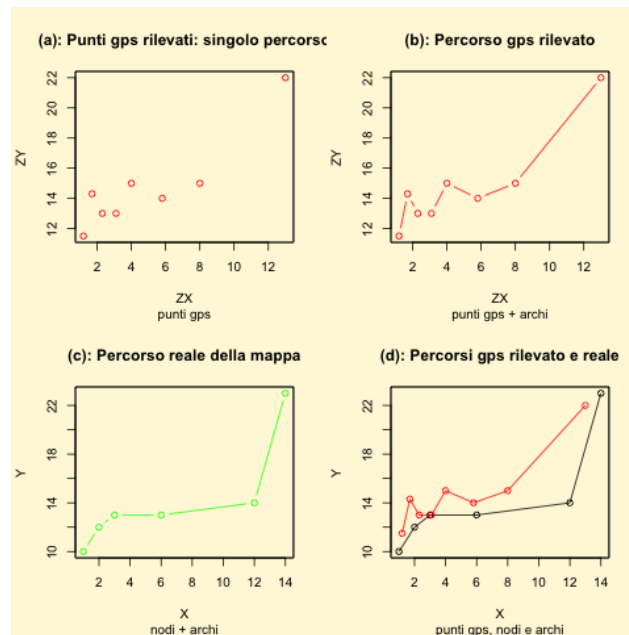 (a): Punti gps rilevati: singolo percorso
ZY
22
20
18
16
14
12
2 4 6 8 10 12
ZX
punti gps
(b): Percorso gps rilevato
ZY
22
20
18
16
14
12
2 4 6 8 10 12
ZX
punti gps + archi
(c): Percorso reale della mappa
Y
22
18
14
10
2 4 6 8 10 12 14
X
nodi + archi
(d): Percorsi gps rilevato e reale
Y
22
18
14
10
2 4 6 8 10 12 14
X
punti gps, nodi e archi